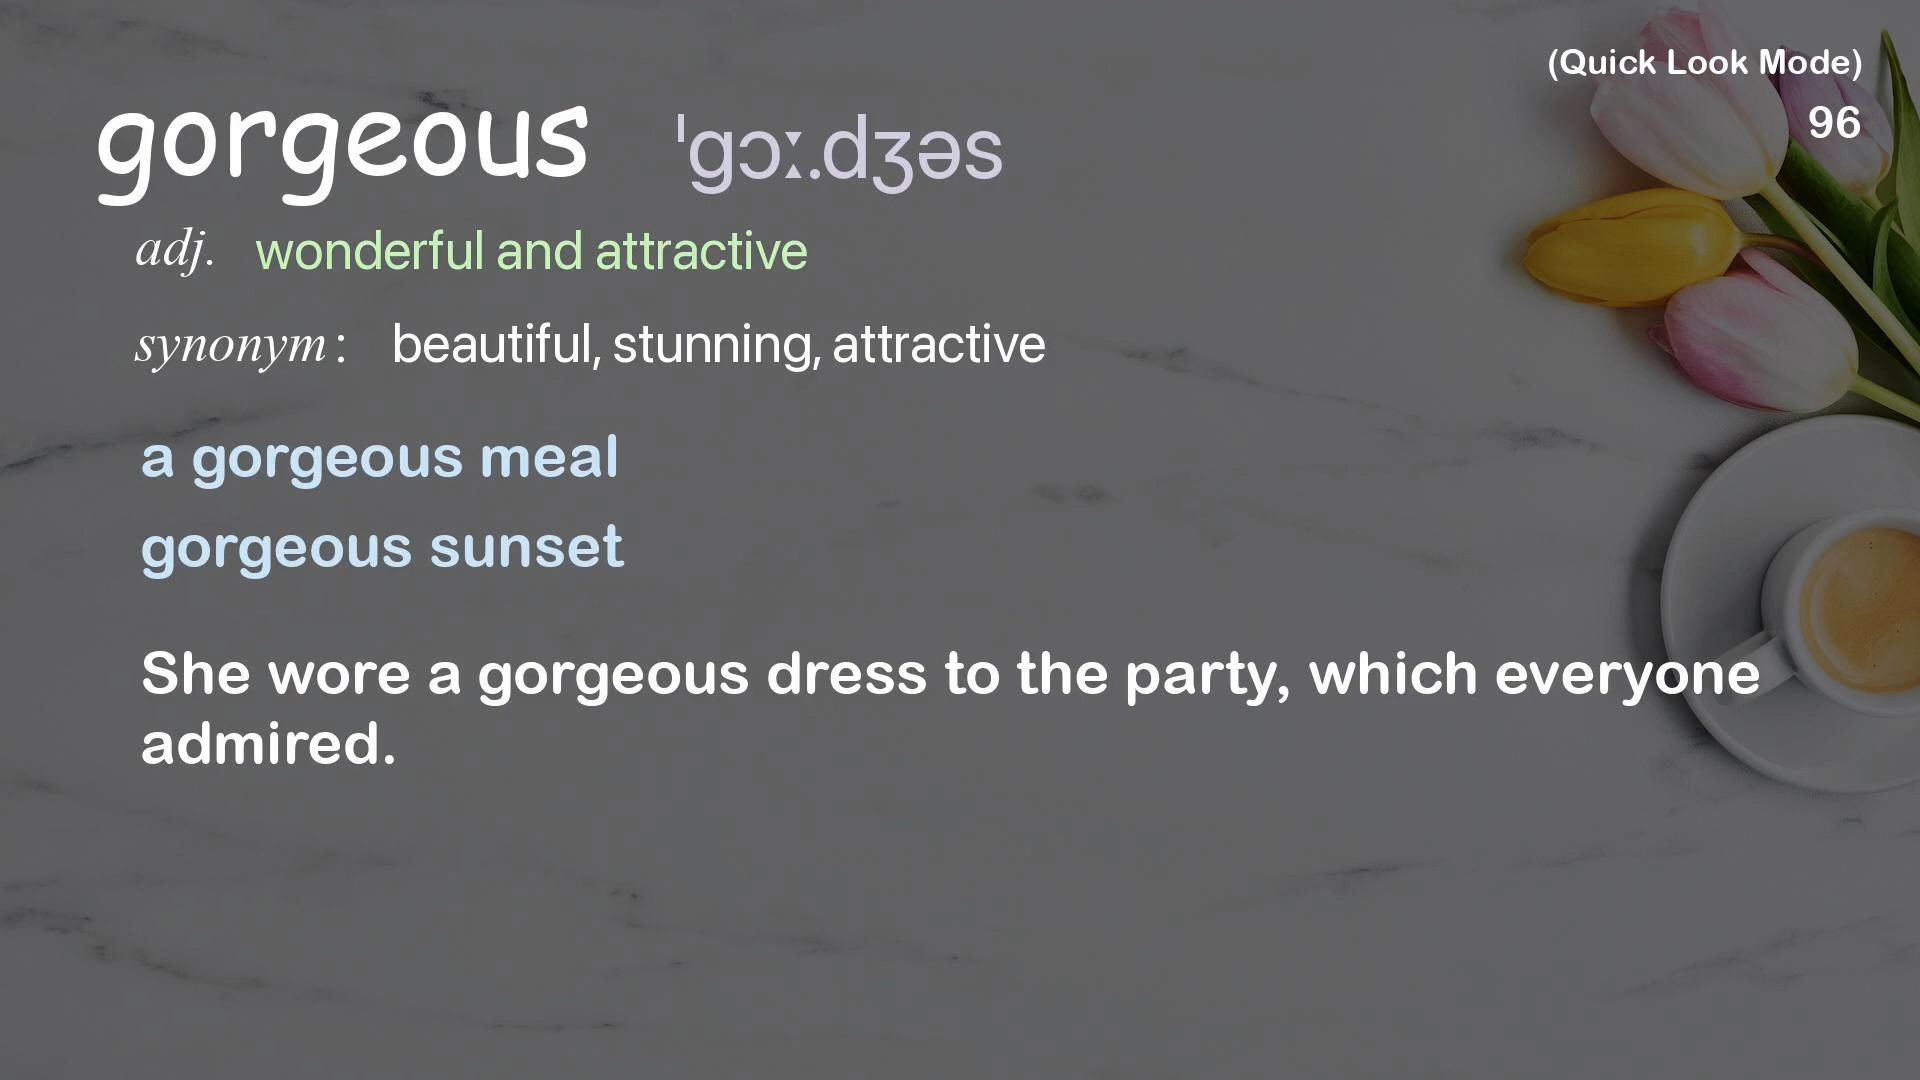 (Quick Look Mode)
96
gorgeous ˈɡɔː.dʒəs
adj. wonderful and attractive
synonym: beautiful, stunning, attractive
a gorgeous meal
gorgeous sunset
She wore a gorgeous dress to the party, which everyone
admired.